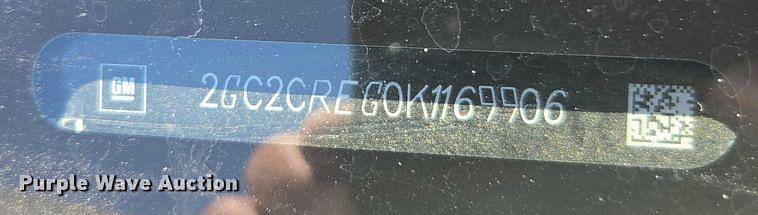 GM 2GC2CREG0K1169906
Purple Wave Auction